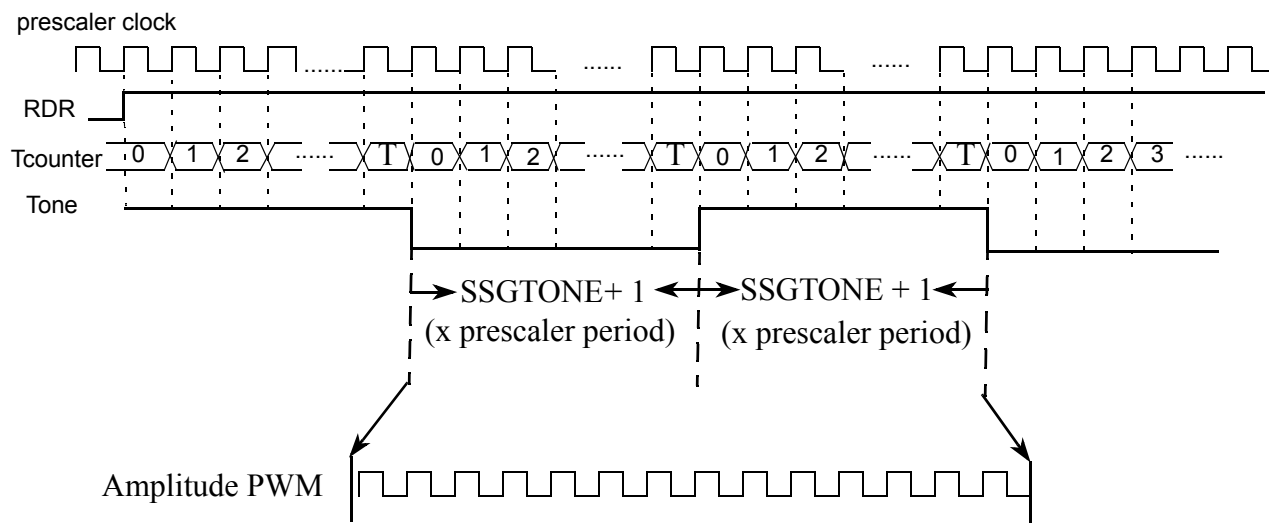 prescaler clock
...... ...... ......
RDR
Tcounter 0 1 2 ...... T 0 1 2 ...... T 0 1 2 ...... T 0 1 2 3 ......
Tone
SSGTONE+ 1 SSGTONE + 1
(x prescaler period) (x prescaler period)
Amplitude PWM